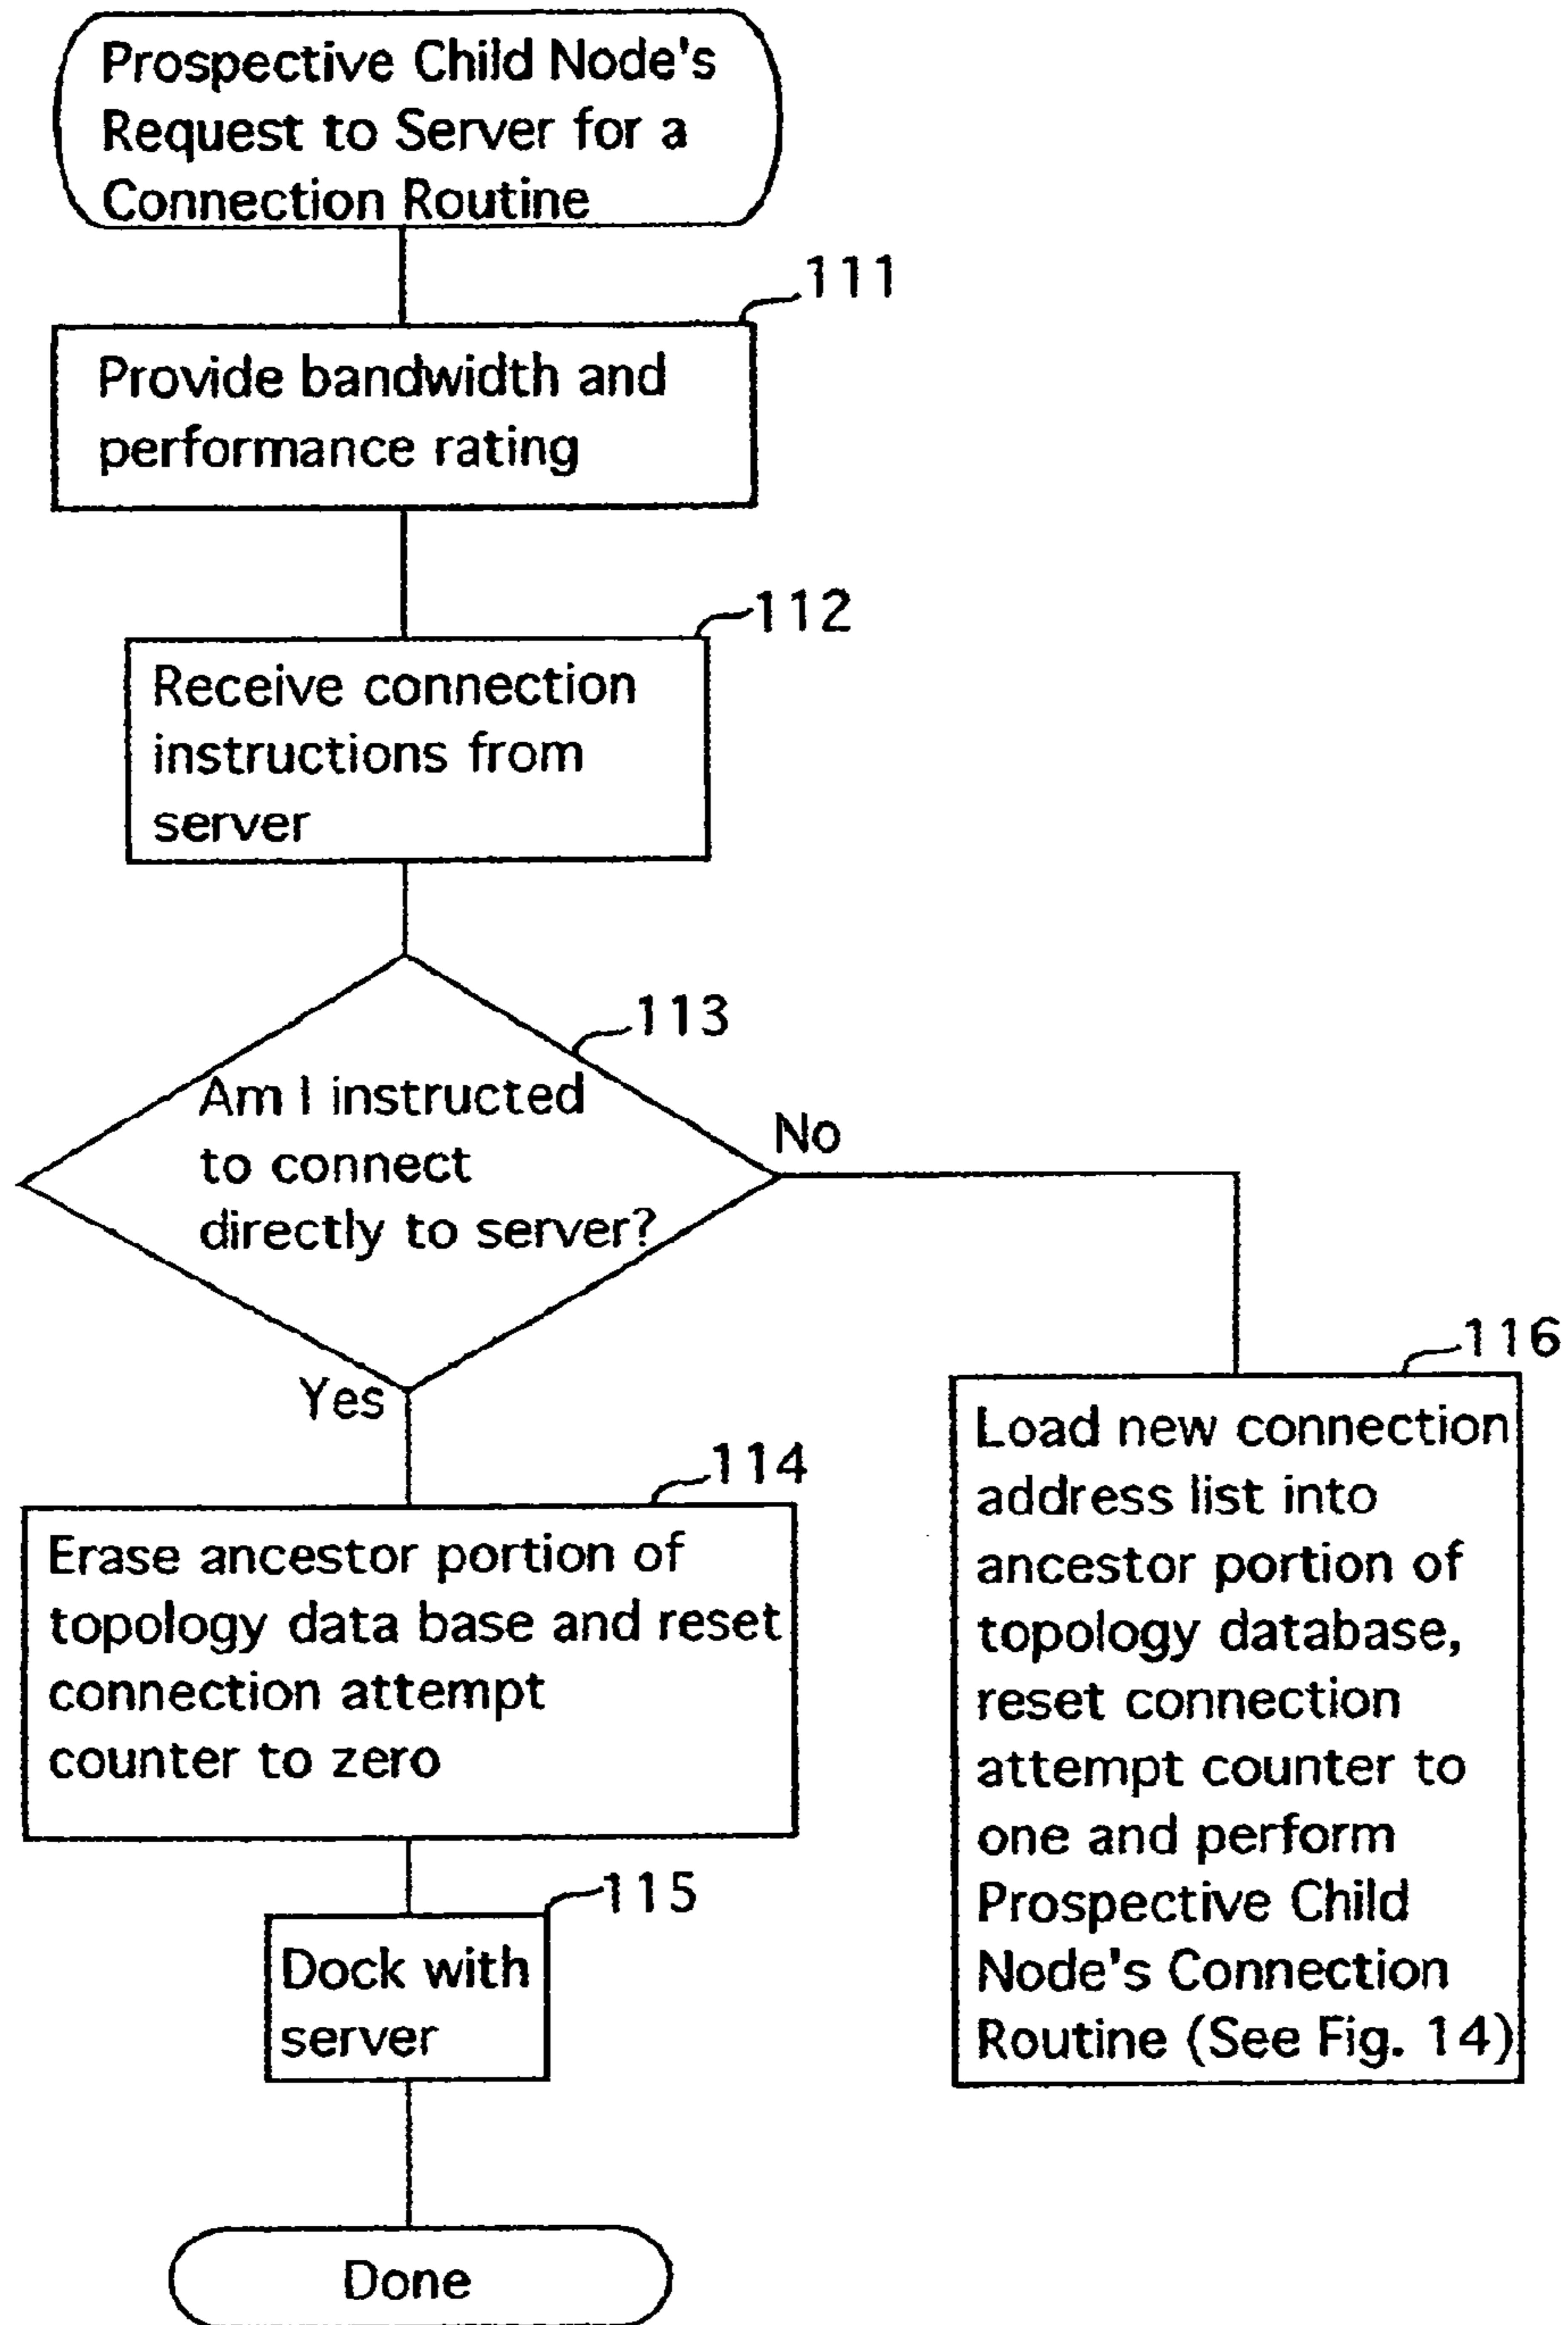 Prospective Child Node's
Request to Server for a
Connection Routine
111
Provide bandwidth and
performance rating
112
Receive connection
instructions from
server
113
Am I instructed
to connect
directly to server?
No
Yes
114
Erase ancestor portion of
topology data base and reset
connection attempt
counter to zero
115
Dock with
server
Done
116
Load new connection
address list into
ancestor portion of
topology database,
reset connection
attempt counter to
one and perform
Prospective Child
Node's Connection
Routine (See Fig. 14)